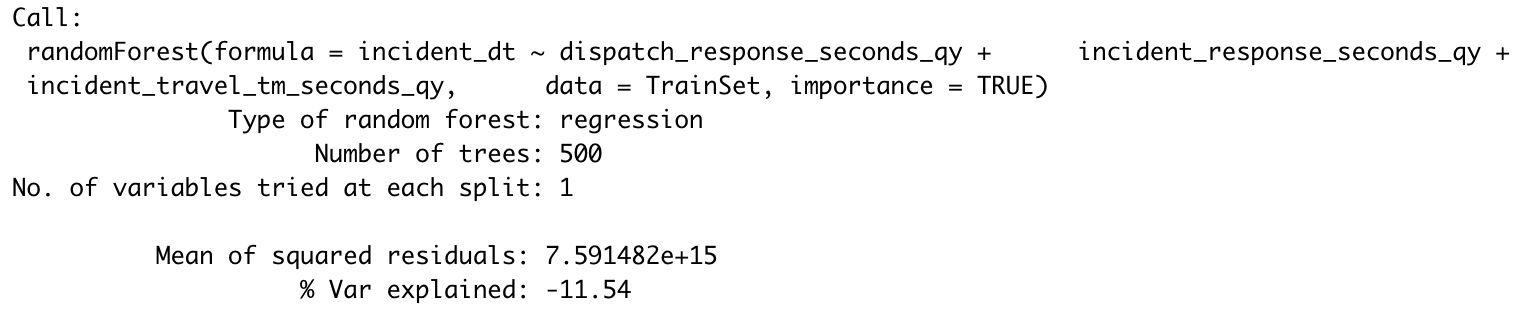 Call:
 randomForest(formula = incident_dt ~ dispatch_response_seconds_qy +      incident_response_seconds_qy +
 incident_travel_tm_seconds_qy,      data = TrainSet, importance = TRUE)
               Type of random forest: regression
                     Number of trees: 500
No. of variables tried at each split: 1

          Mean of squared residuals: 7.591482e+15
                    % Var explained: -11.54